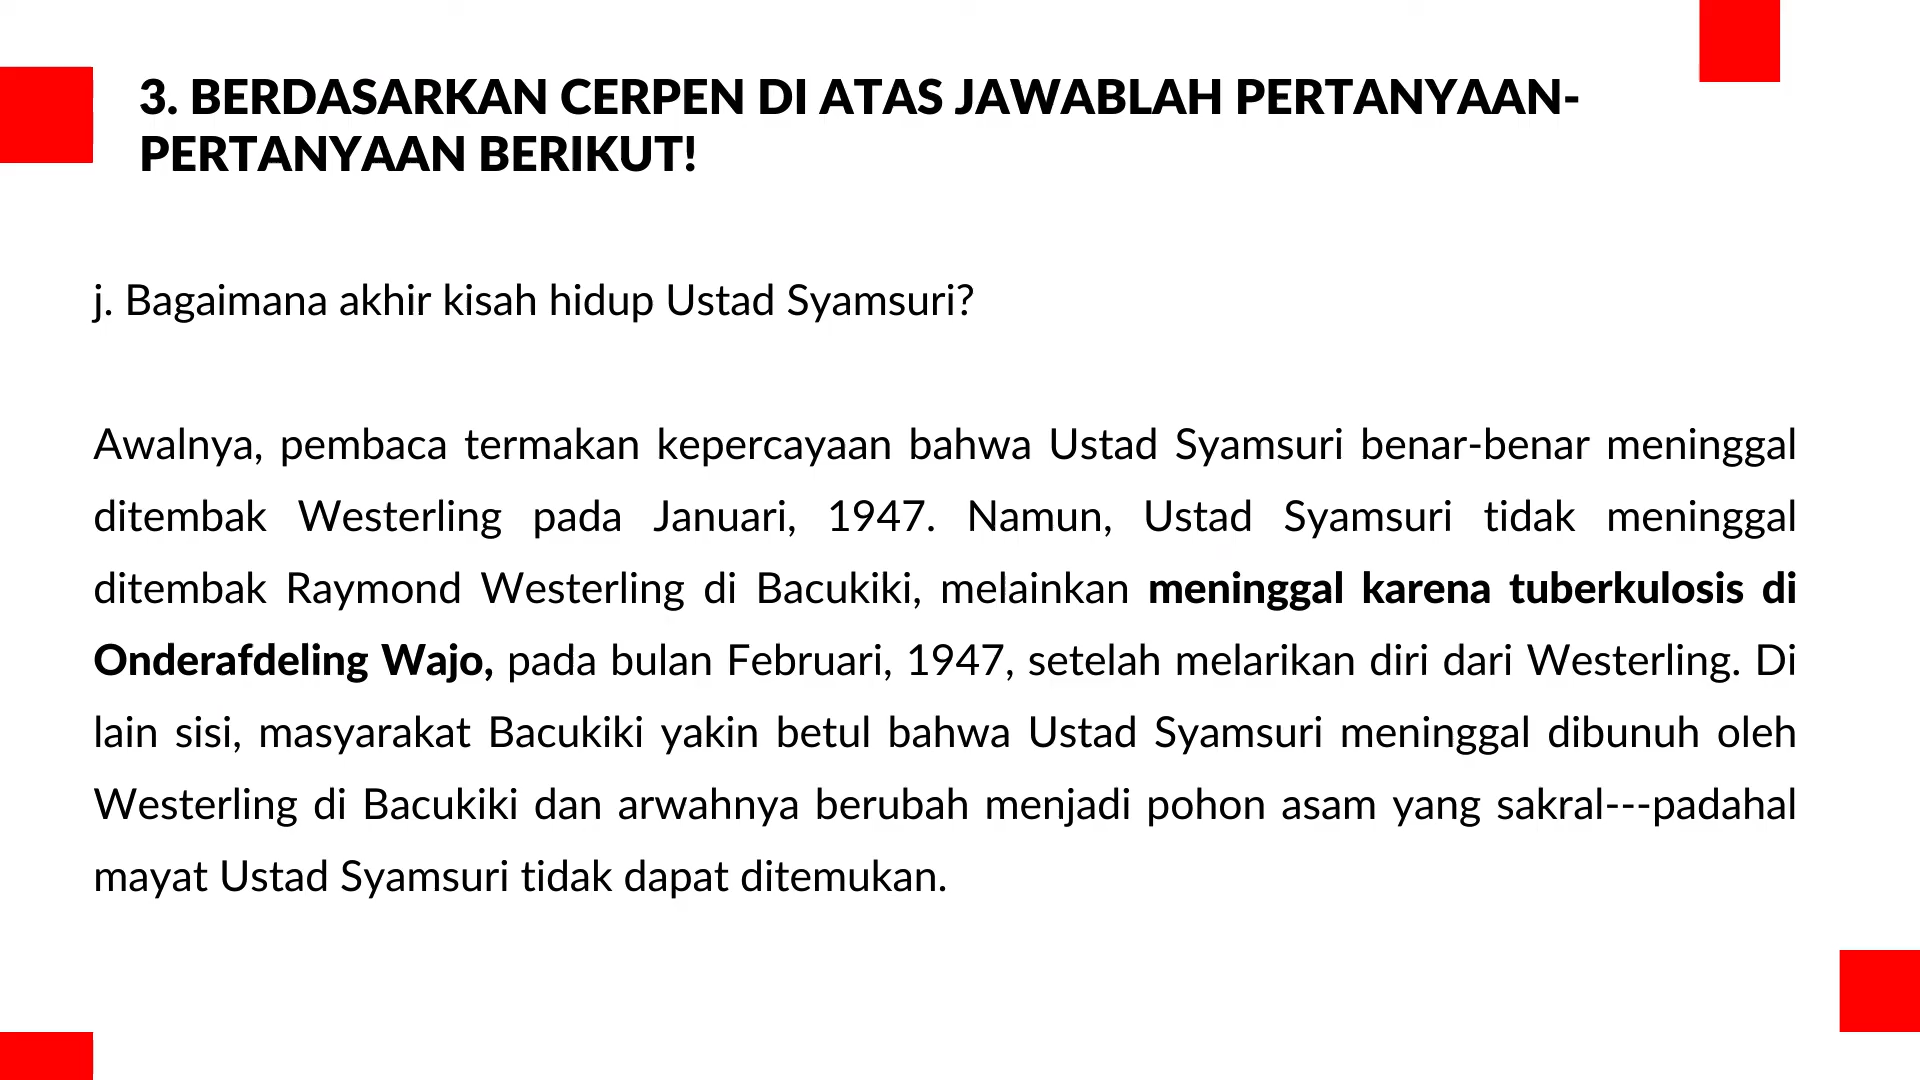 3. BERDASARKAN CERPEN DI ATAS JAWABLAH PERTANYAAN-
PERTANYAAN BERIKUT!
j. Bagaimana akhir kisah hidup Ustad Syamsuri?
Awalnya, pembaca termakan kepercayaan bahwa Ustad Syamsuri benar-benar meninggal
ditembak Westerling pada Januari, 1947. Namun, Ustad Syamsuri tidak meninggal
ditembak Raymond Westerling di Bacukiki, melainkan meninggal karena tuberkulosis di
Onderafdeling Wajo, pada bulan Februari, 1947, setelah melarikan diri dari Westerling. Di
lain sisi, masyarakat Bacukiki yakin betul bahwa Ustad Syamsuri meninggal dibunuh oleh
Westerling di Bacukiki dan arwahnya berubah menjadi pohon asam yang sakral---padahal
mayat Ustad Syamsuri tidak dapat ditemukan.